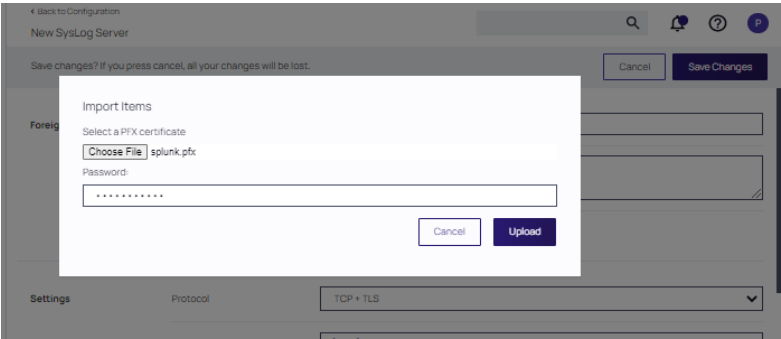 Back to Configuration
New SysLog Server
P
Save changes? If you press cancel, all your changes will be lost.
Cancel
Save Changes
Import Items
Foreig
Select a PFX certificate
Choose File splunk.pfx
Password:
...........
Cancel
Upload
Settings
Protocol
TCP + TLS